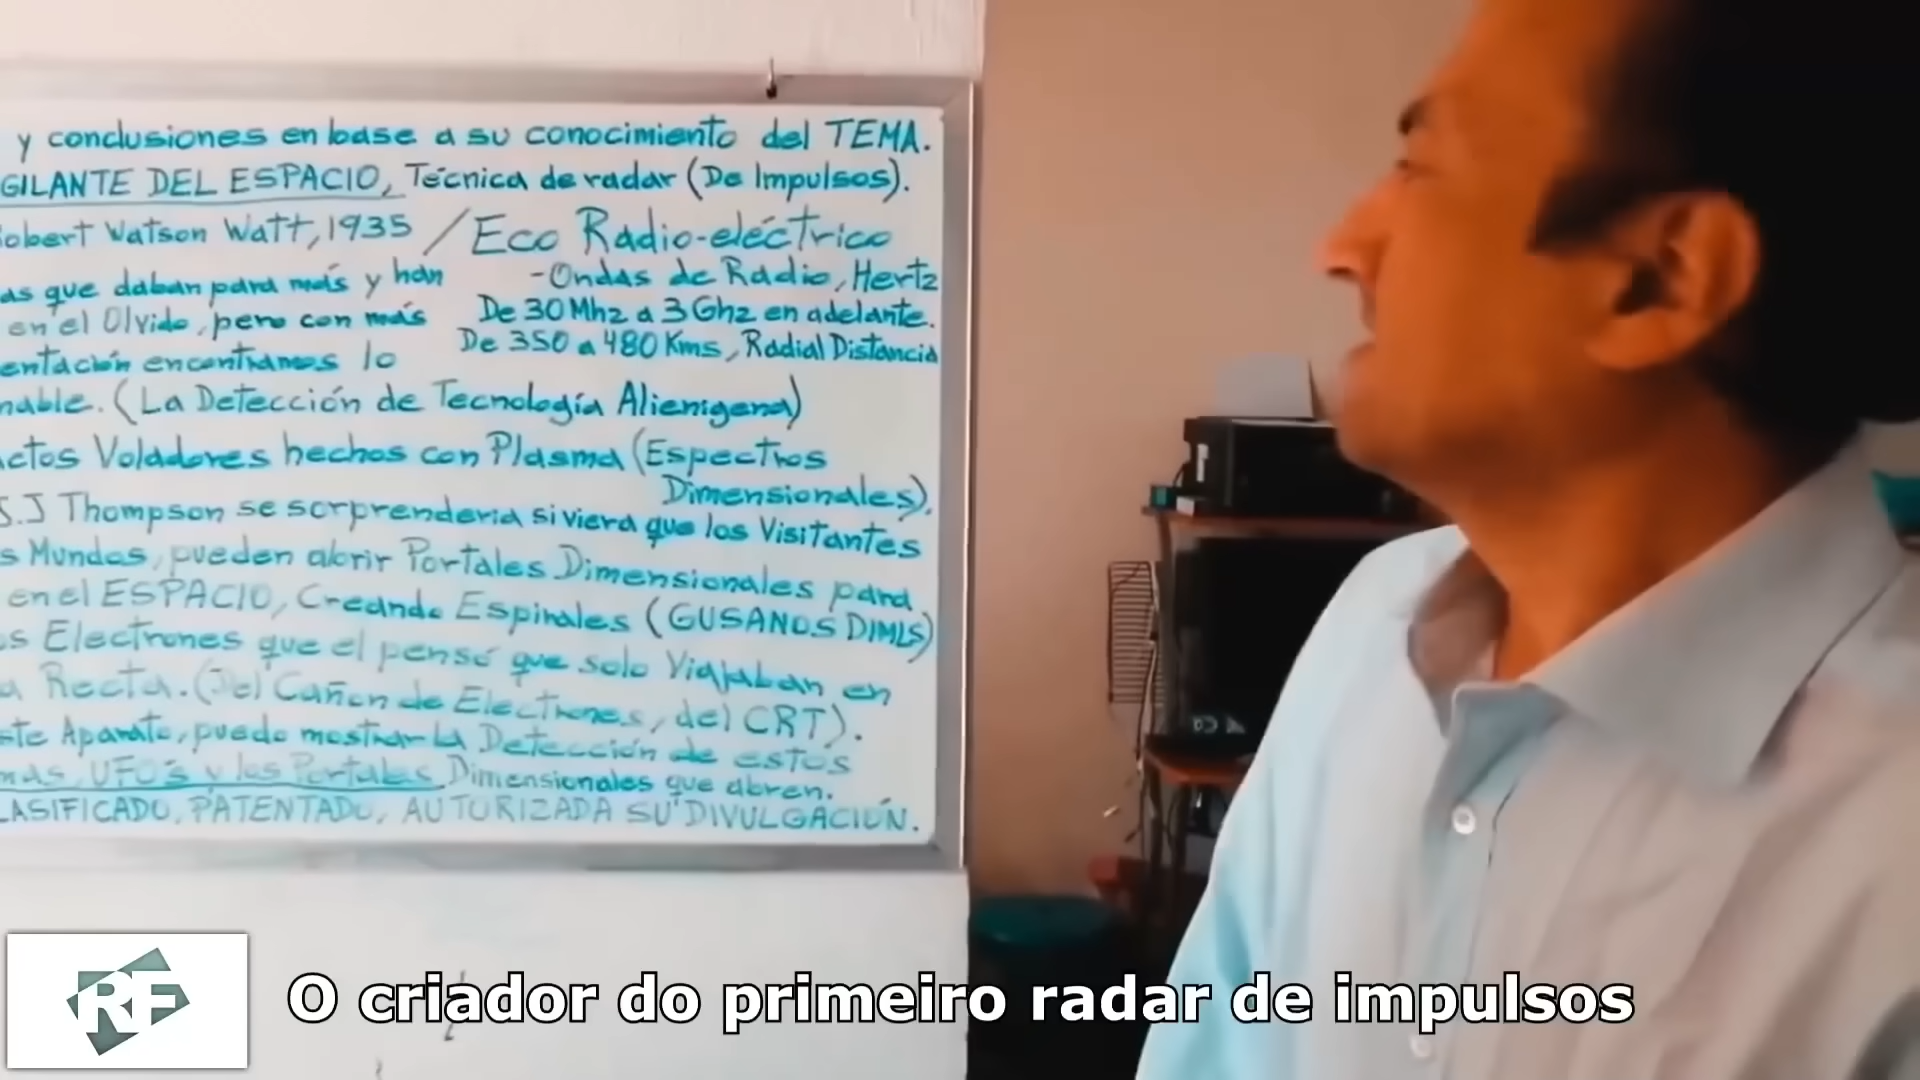 y conclusiones en base a su conocimiento del TEMA.
GILANTE DEL ESPACIO, Técnica de radar (De Impulsos).
obert Watson Watt, 1935 / Eco Radio-eléctrico
as que daban para más y han
-Ondas de Radio, Hertz
en el Olvido, pero con más
De 30 Mhz a 3 Ghz en adelante.
entación encontramos lo
De 350 a 480 Kms, Radial Distancia
nable. (La Detección de Tecnología Alienígena)
ctos Voladores hechos con Plasma (Espectros
Dimensionales).
J.J Thompson se sorprendería si viera que los Visitantes
s Mundos, pueden abrir Portales Dimensionales para
en el ESPACIO, Creando Espirales (GUSANOS DIMLS)
os Electrones que el pensó que solo Viajaban en
a Recta. (Del Cañon de Electrones, del CRT).
ste Aparato, puedo mostrar la Detección de estos
mas, UFO's y los Portales Dimensionales que abren.
LASIFICADO, PATENTADO, AUTORIZADA SU DIVULGACIÓN.
RF
O criador do primeiro radar de impulsos